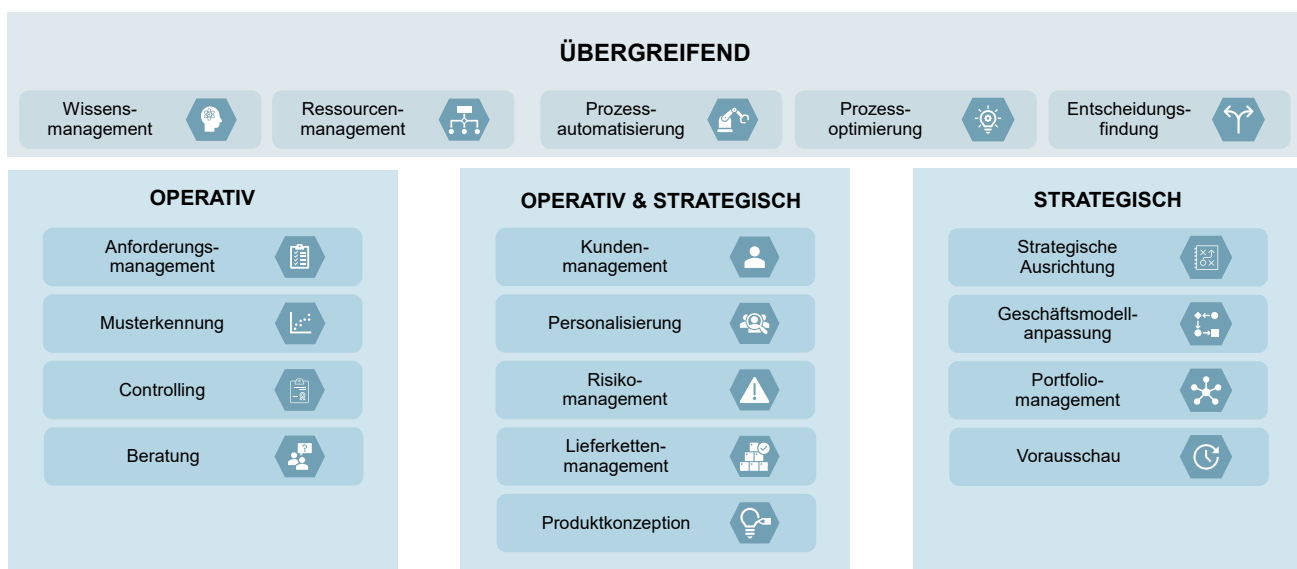 ÜBERGREIFEND
Wissens-
management
Ressourcen-
management
Prozess-
automatisierung
Prozess-
optimierung
Entscheidungs-
findung
OPERATIV
Anforderungs-
management
Musterkennung
Controlling
Beratung
OPERATIV & STRATEGISCH
Kunden-
management
Personalisierung
Risiko-
management
Lieferketten-
management
Produktkonzeption
STRATEGISCH
Strategische
Ausrichtung
Geschäftsmodell-
anpassung
Portfolio-
management
Vorausschau